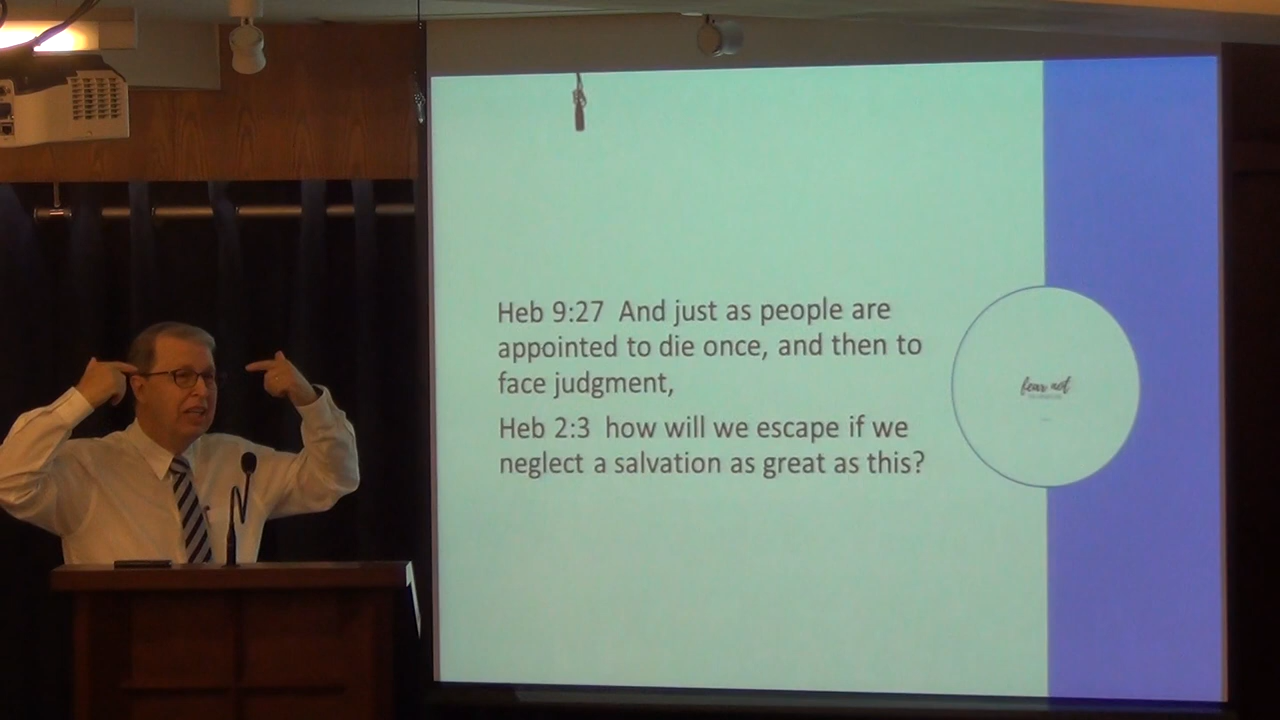 Heb 9:27 And just as people are
appointed to die once, and then to
face judgment,
Heb 2:3 how will we escape if we
neglect a salvation as great as this?
fear not